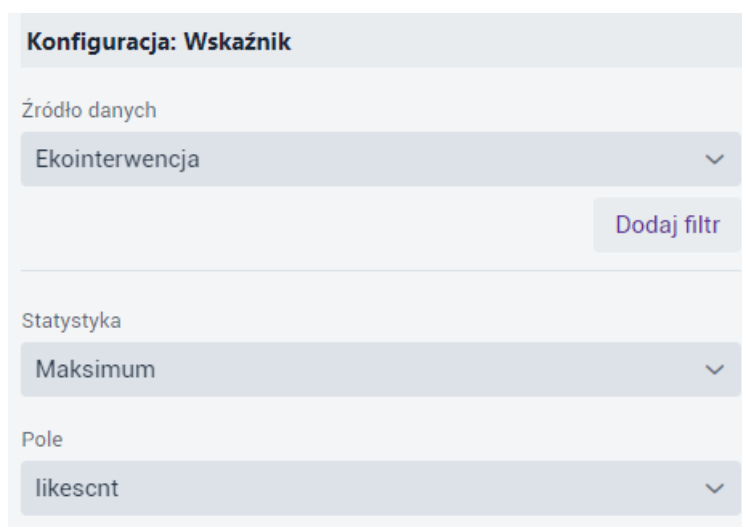 Konfiguracja: Wskaźnik
Źródło danych
Ekointerwencja
Dodaj filtr
Statystyka
Maksimum
Pole
likescnt